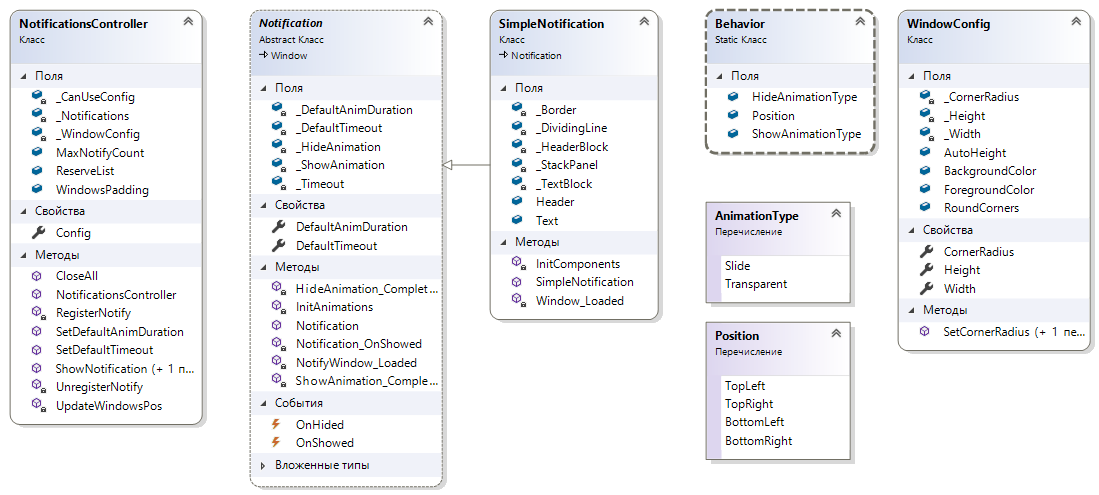 NotificationsController
Класс
Поля
_CanUseConfig
_Notifications
_WindowConfig
MaxNotifyCount
ReserveList
WindowsPadding
Свойства
Config
Методы
CloseAll
NotificationsController
RegisterNotify
SetDefaultAnimDuration
SetDefaultTimeout
ShowNotification (+ 1 п...
UnregisterNotify
UpdateWindowsPos
Notification
Abstract Класс
Window
Поля
_DefaultAnimDuration
_DefaultTimeout
_HideAnimation
_ShowAnimation
_Timeout
Свойства
DefaultAnimDuration
DefaultTimeout
Методы
HideAnimation_Complet...
InitAnimations
Notification
Notification_OnShowed
NotifyWindow_Loaded
ShowAnimation_Comple...
События
OnHided
OnShowed
Вложенные типы
SimpleNotification
Класс
Notification
Поля
_Border
_DividingLine
_HeaderBlock
_StackPanel
_TextBlock
Header
Text
Методы
InitComponents
SimpleNotification
Window_Loaded
Behavior
Static Класс
Поля
HideAnimationType
Position
ShowAnimationType
AnimationType
Перечисление
Slide
Transparent
Position
Перечисление
TopLeft
TopRight
BottomLeft
BottomRight
WindowConfig
Класс
Поля
_CornerRadius
_Height
_Width
AutoHeight
BackgroundColor
ForegroundColor
RoundCorners
Свойства
CornerRadius
Height
Width
Методы
SetCornerRadius (+ 1 пе...